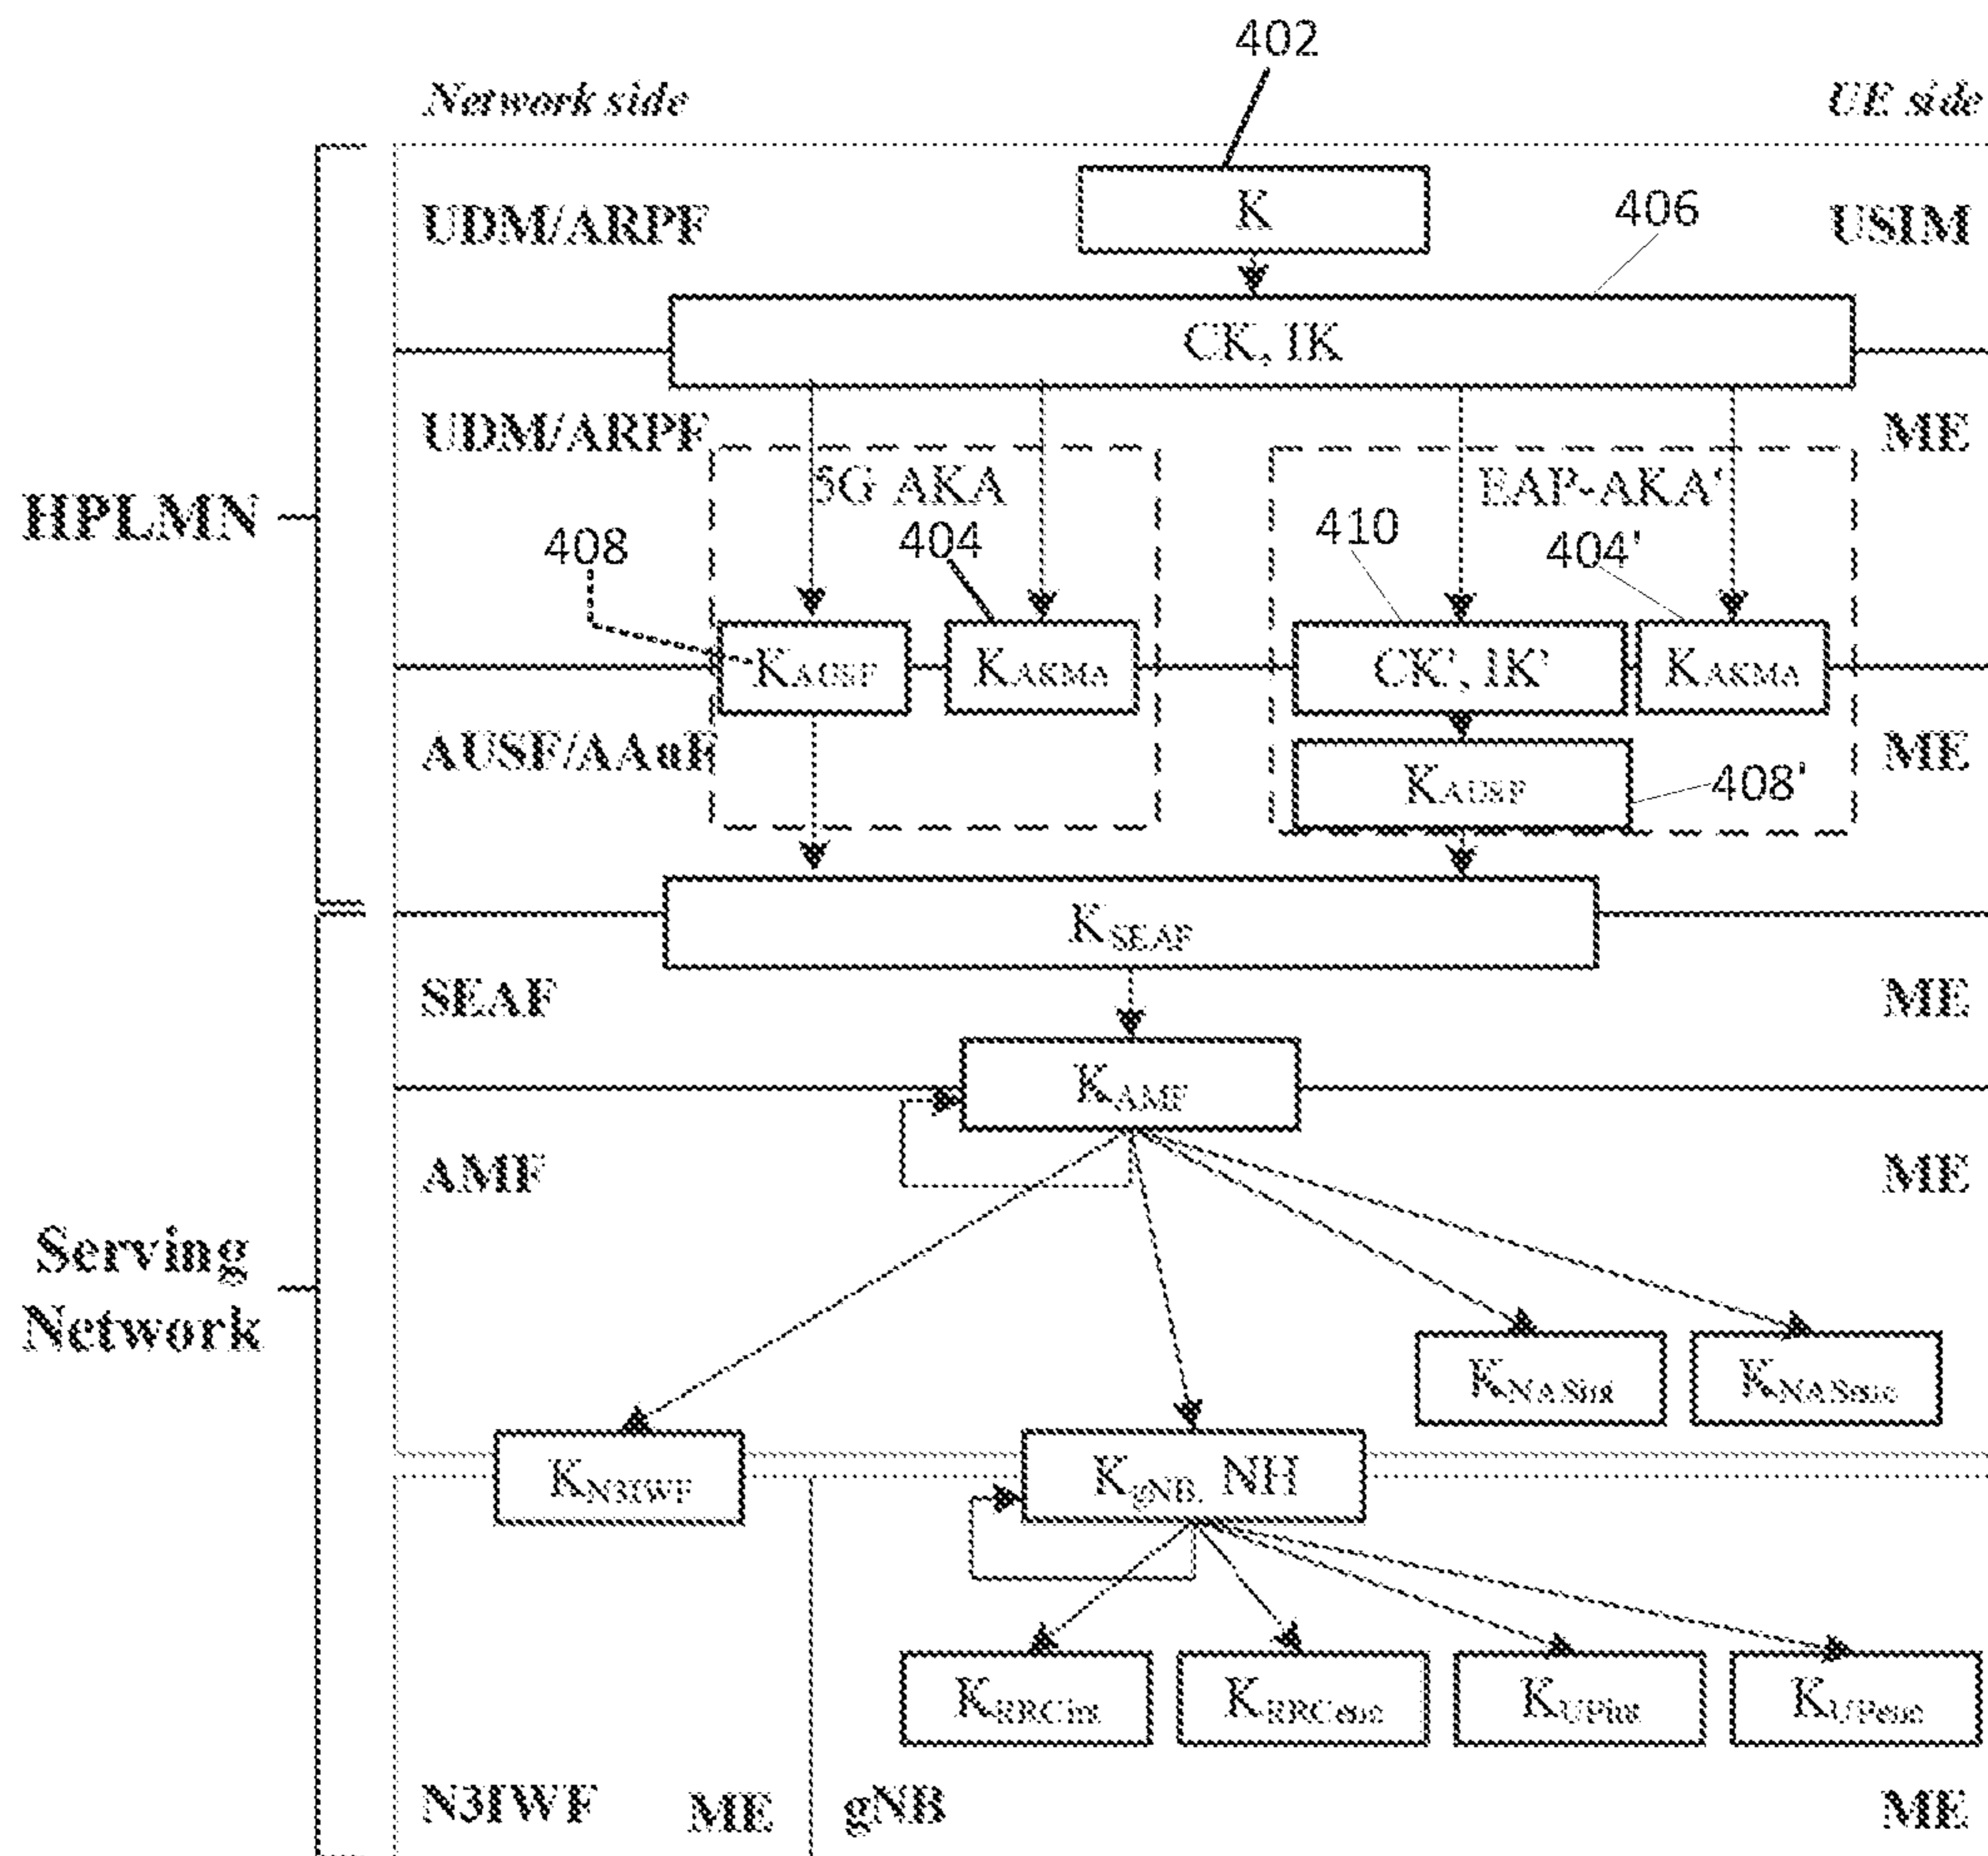 402
Network side
UE side
K
UDM/ARPF
406
USIM
CK, IK
UDM/ARPF
ME
5G AKA
EAP-AKA'
HPLMN
408
404
410
404'
KAUSF
KAKMA
CK', IK'
KAKMA
AUSF/AAuF
ME
KAUSF
408'
KSEAF
SEAF
ME
KAMF
AMF
ME
Serving
Network
KNASint
KNASenc
KN3IWF
KgNB, NH
KRRCint
KRRCenc
KUPint
KUPenc
N3IWF
ME
gNB
ME